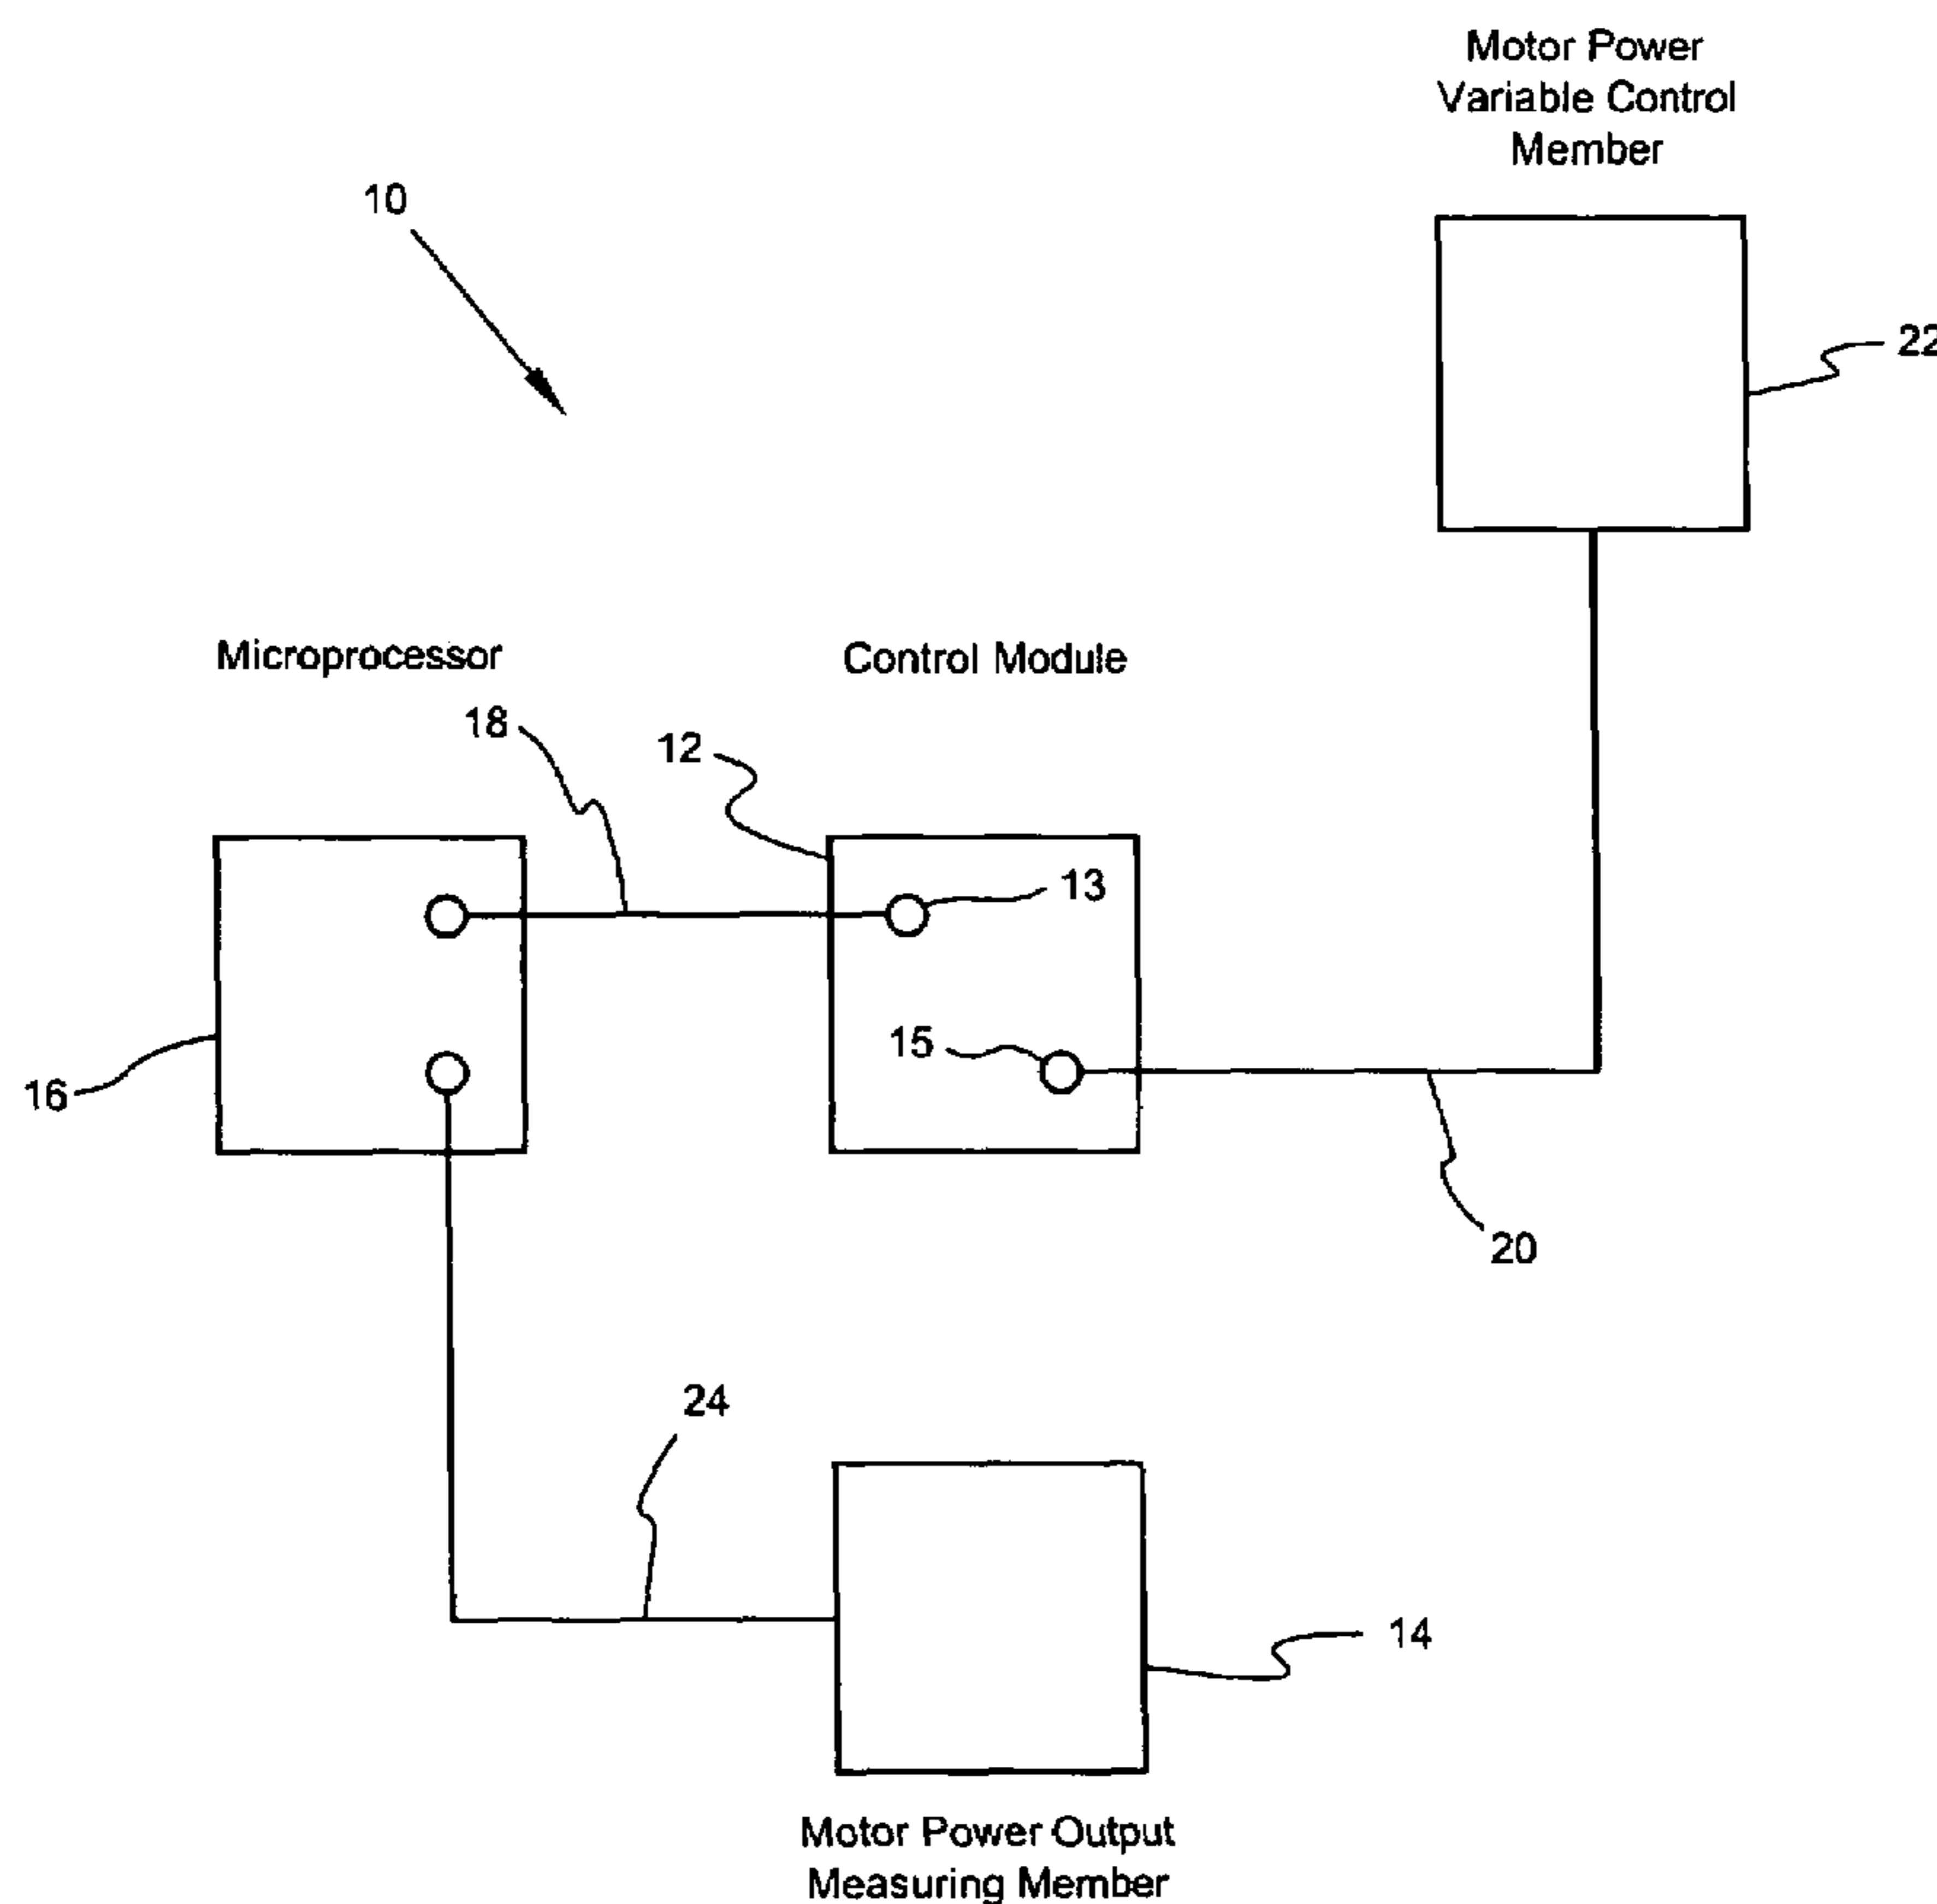 Motor Power
Variable Control
Member
10
22
Microprocessor
Control Module
18
12
13
15
16
20
24
14
Motor Power Output
Measuring Member